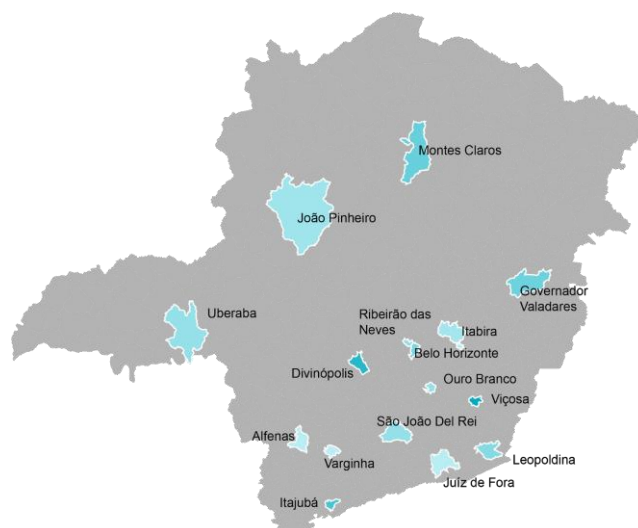 Montes Claros
João Pinheiro
Governador
Valadares
Uberaba
Ribeirão das
Neves
Itabira
Belo Horizonte
Divinópolis
Ouro Branco
Viçosa
São João Del Rei
Alfenas
Varginha
Leopoldina
Juíz de Fora
Itajubá